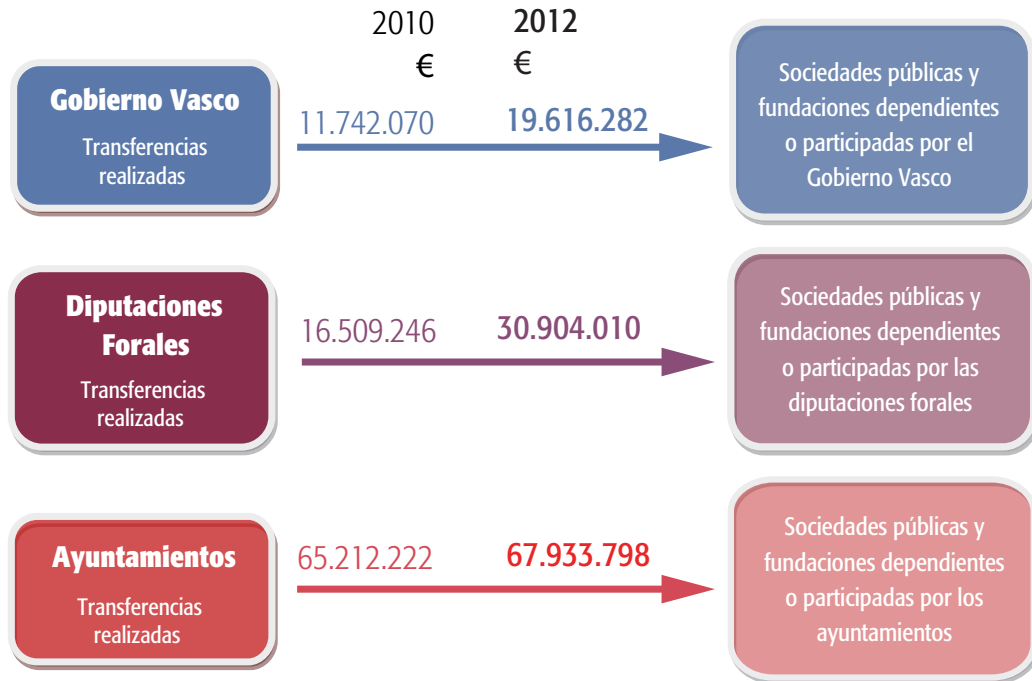 2010 2012
€ €
Gobierno Vasco
Transferencias
realizadas
11.742.070 19.616.282
Sociedades públicas y
fundaciones dependientes
o participadas por el
Gobierno Vasco
Diputaciones
Forales
Transferencias
realizadas
16.509.246 30.904.010
Sociedades públicas y
fundaciones dependientes
o participadas por las
diputaciones forales
Ayuntamientos
Transferencias
realizadas
65.212.222 67.933.798
Sociedades públicas y
fundaciones dependientes
o participadas por los
ayuntamientos